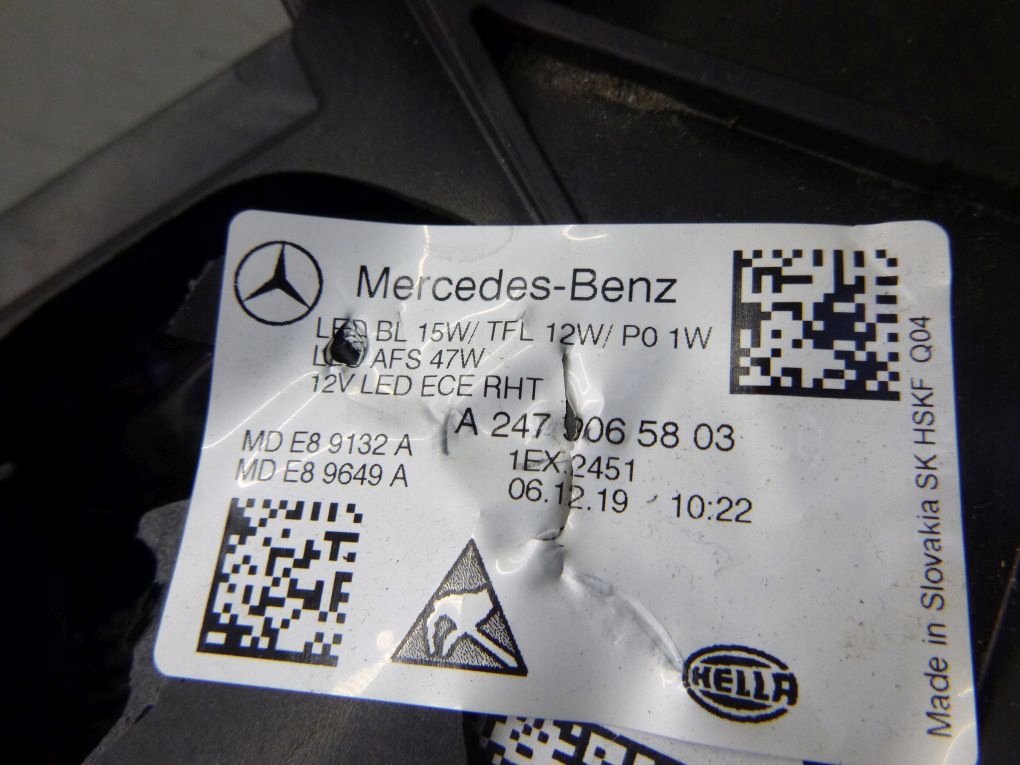 Mercedes-Benz
LED BL 15W/ TFL 12W/ P0 1W
LED AFS 47W
12V LED ECE RHT
A 247 906 58 03
MD E8 9132 A
1EX.2451
MD E8 9649 A
06.12.19 10:22
HELLA
Made in Slovakia SK HSKF Q04